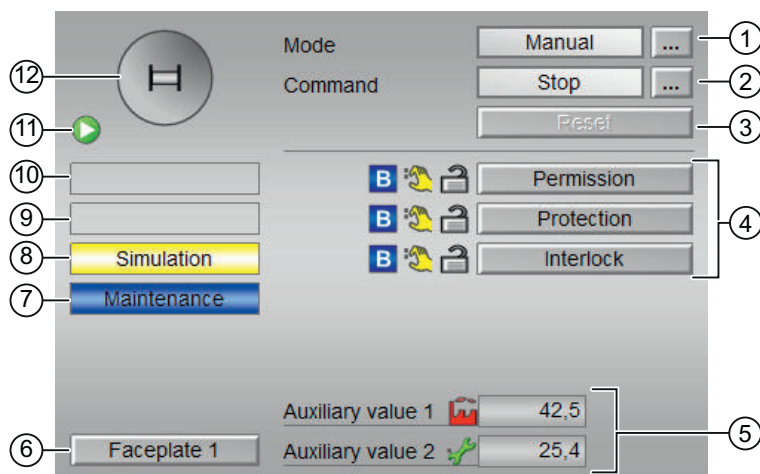 Mode Manual ... 1
Command Stop ... 2
Reset 3
12
11
10 B Permission
9 B Protection 4
8 Simulation B Interlock
7 Maintenance
Auxiliary value 1 42,5
5
6 Faceplate 1 Auxiliary value 2 25,4